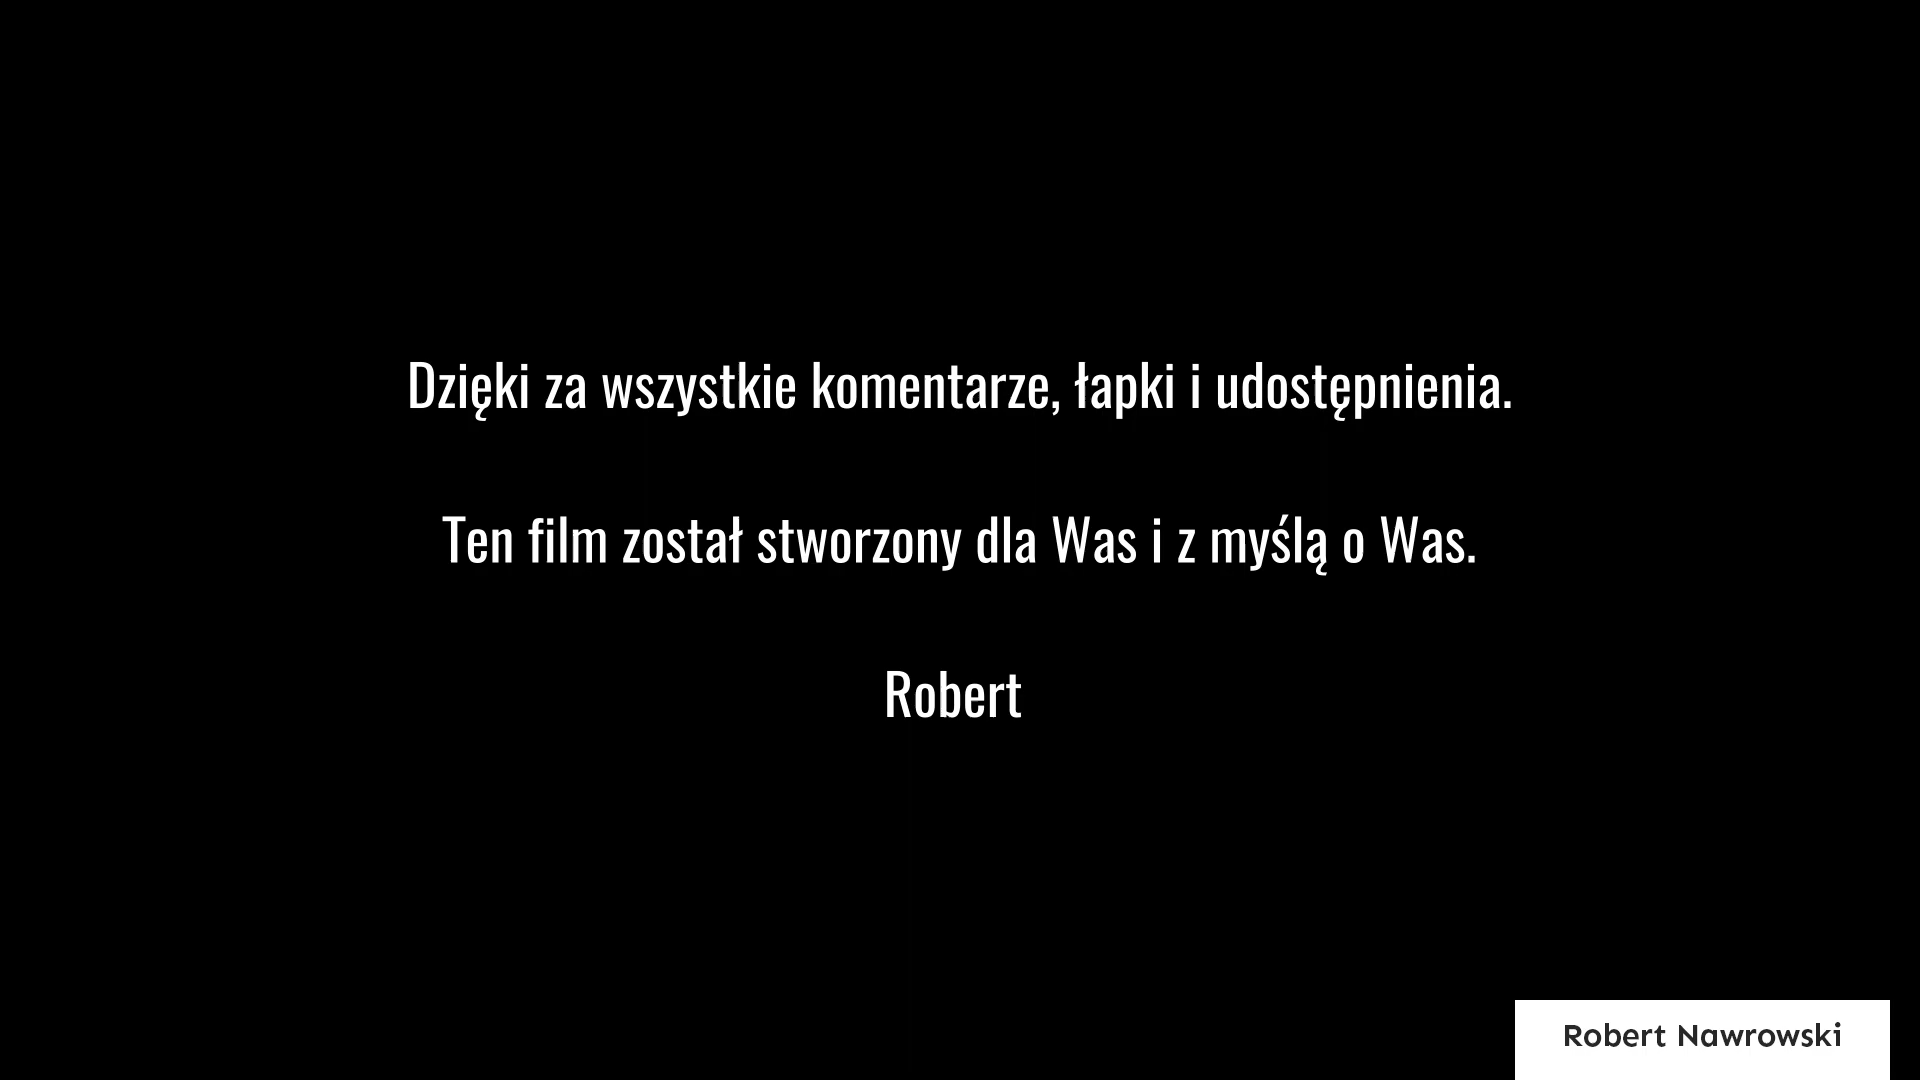 Dzięki za wszystkie komentarze, łapki i udostępnienia.
Ten film został stworzony dla Was i z myślą o Was.
Robert
Robert Nawrowski